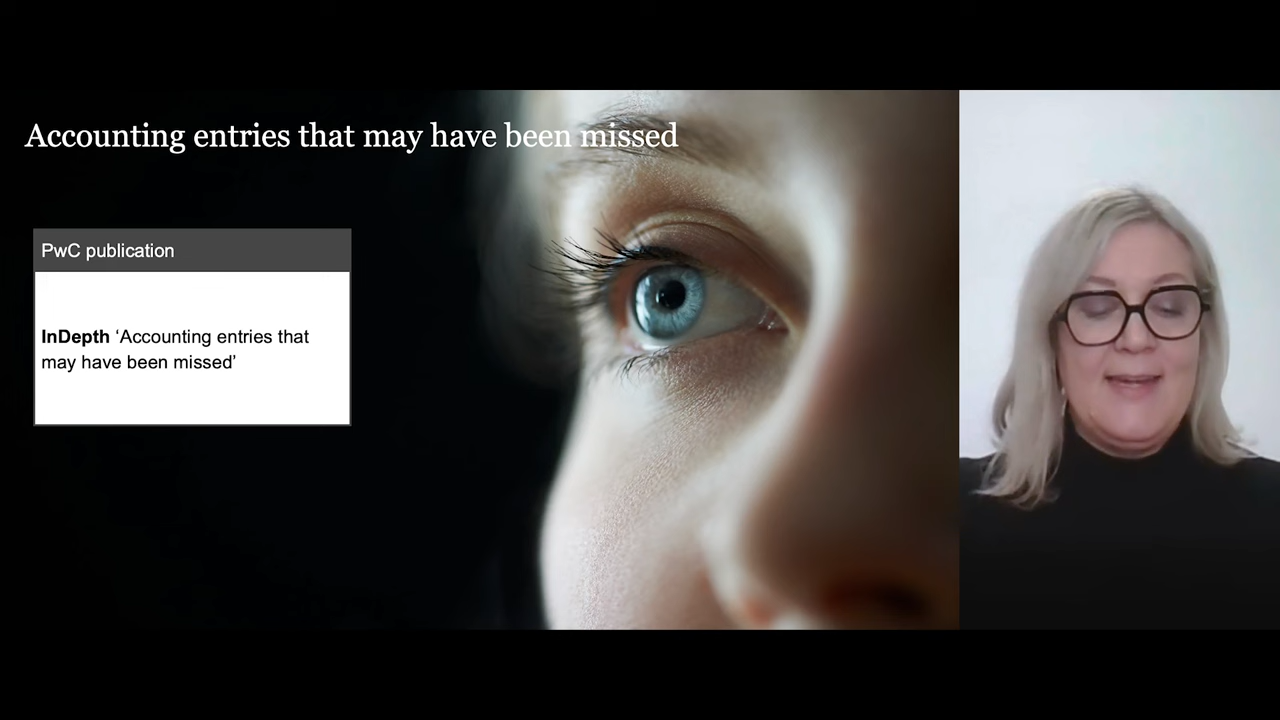 Accounting entries that may have been missed
PwC publication
InDepth ‘Accounting entries that
may have been missed’